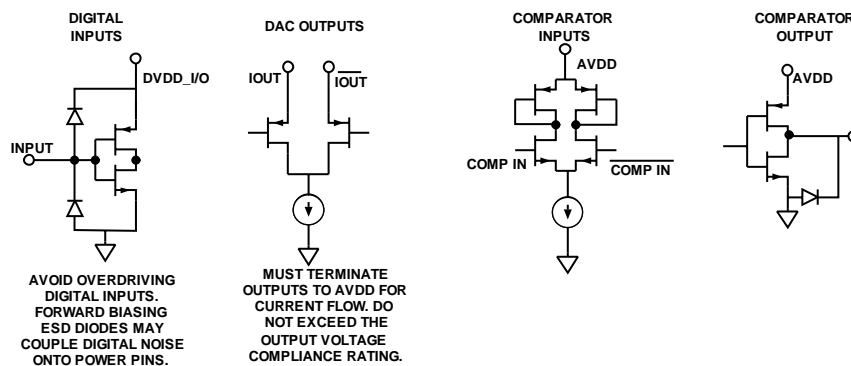 DIGITAL
INPUTS
DVDD_I/O
INPUT
AVOID OVERDRIVING
DIGITAL INPUTS.
FORWARD BIASING
ESD DIODES MAY
COUPLE DIGITAL NOISE
ONTO POWER PINS.
DAC OUTPUTS
IOUT
IOUT
MUST TERMINATE
OUTPUTS TO AVDD FOR
CURRENT FLOW. DO
NOT EXCEED THE
OUTPUT VOLTAGE
COMPLIANCE RATING.
COMPARATOR
INPUTS
AVDD
COMP IN
COMP IN
COMPARATOR
OUTPUT
AVDD